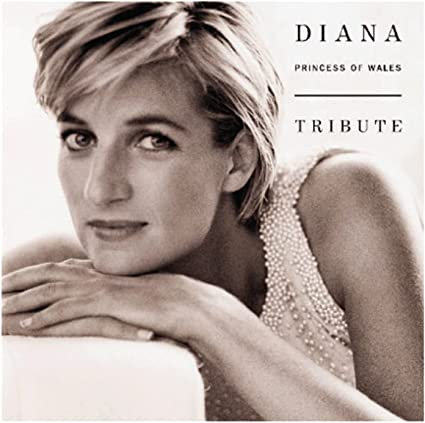 DIANA
PRINCESS OF WALES
TRIBUTE